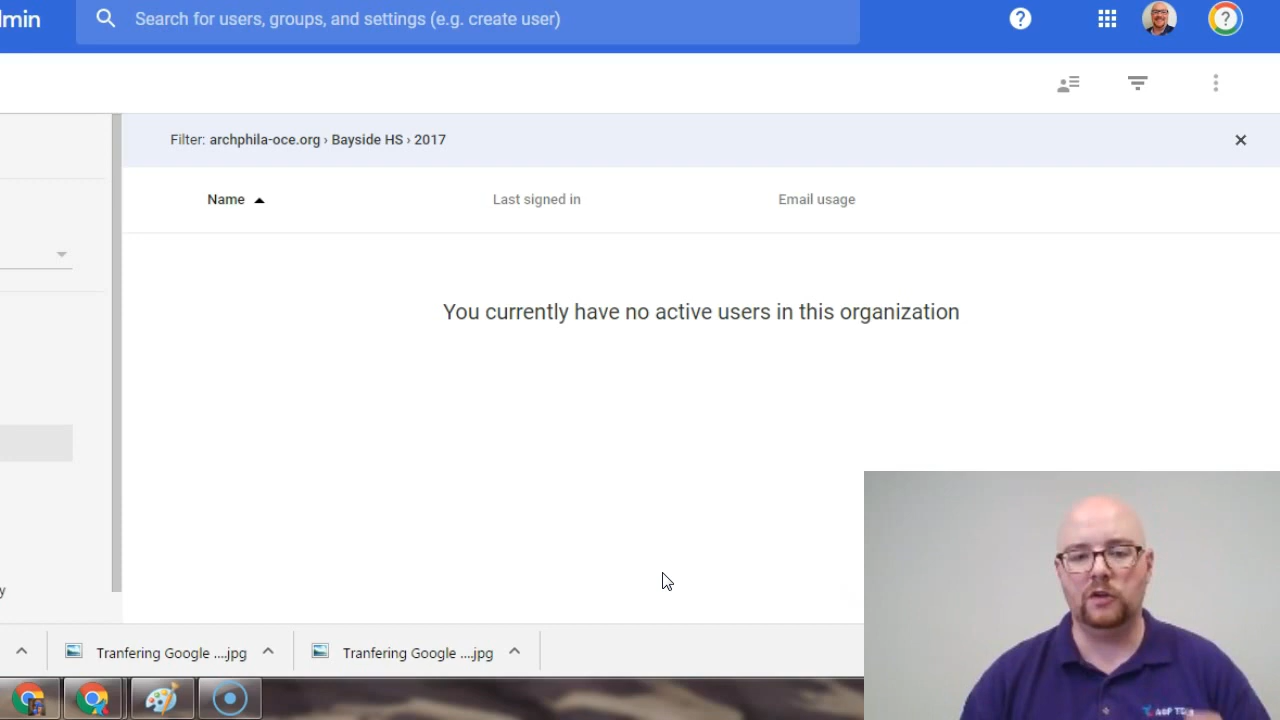 Search for users, groups, and settings (e.g. create user)
Filter: archphila-oce.org › Bayside HS › 2017
Name
Last signed in
Email usage
You currently have no active users in this organization
y
Tranfering Google ....jpg
Tranfering Google ....jpg